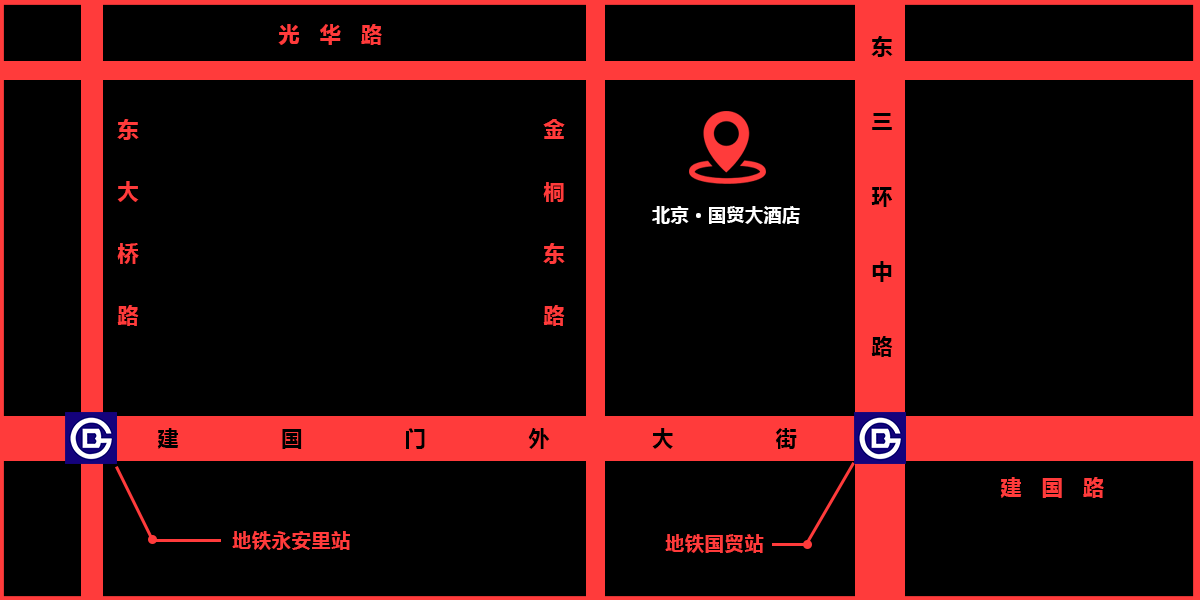 光华路
东大桥路
金桐东路
北京·国贸大酒店
东三环中路
建国门外大街
建国路
地铁永安里站
地铁国贸站